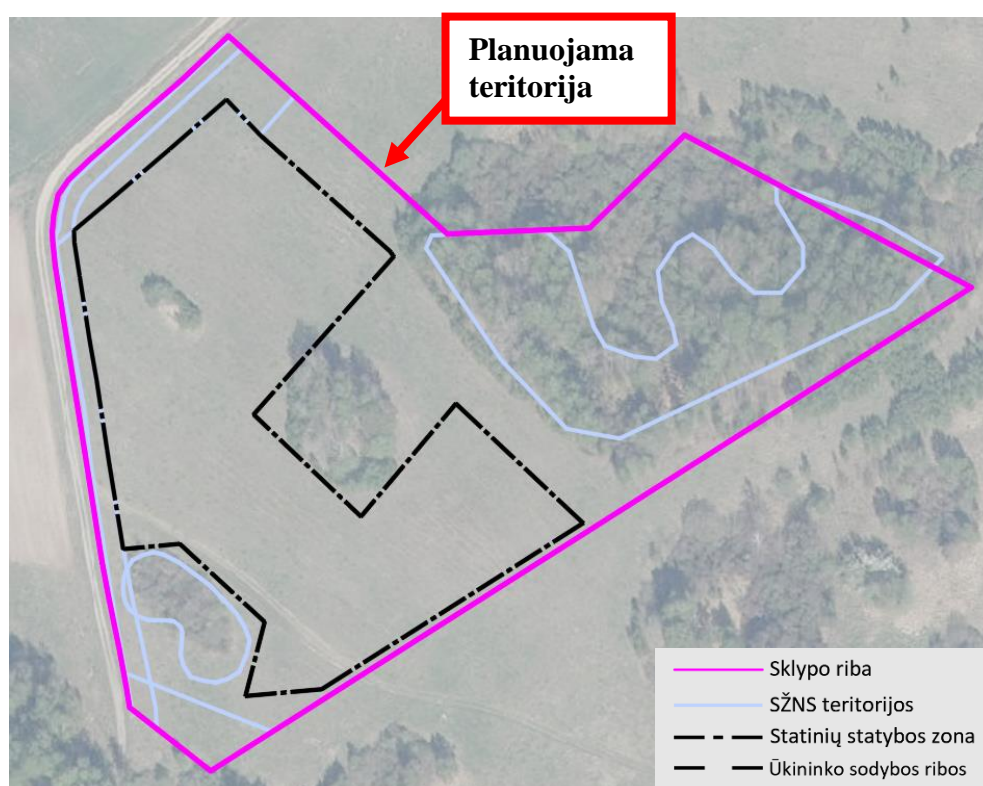 Planuojama
teritorija
Sklypo riba
SŽNS teritorijos
Statinių statybos zona
Ūkininko sodybos ribos